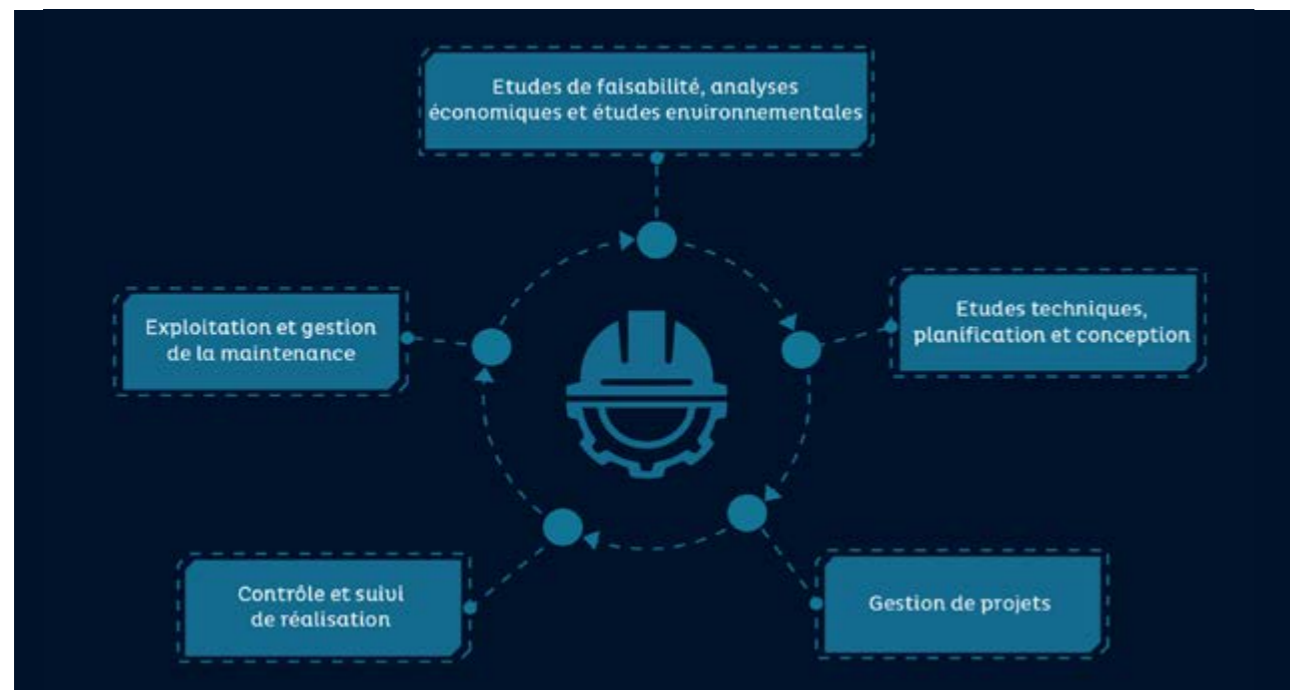 Etudes de faisabilité, analyses
économiques et études environnementales
Etudes techniques,
planification et conception
Gestion de projets
Contrôle et suivi
de réalisation
Exploitation et gestion
de la maintenance